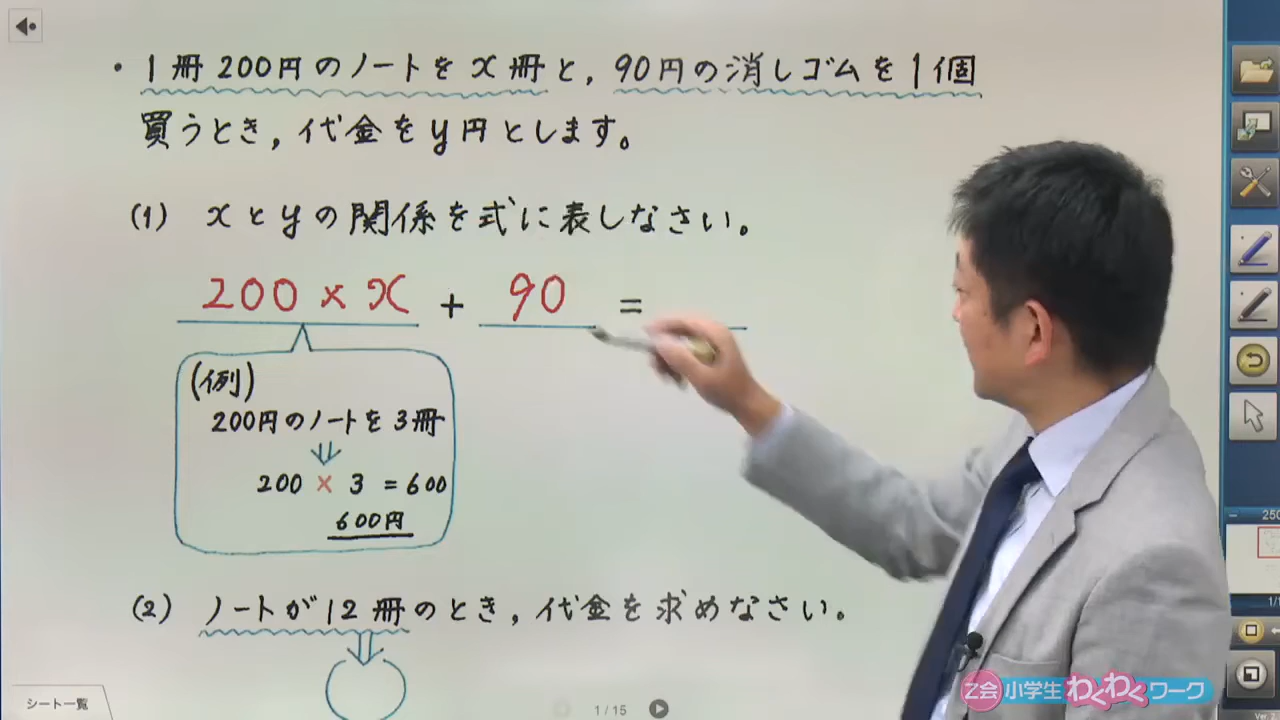 ・1冊200円のノートをx冊と,90円の消しゴムを1個
買うとき,代金をy円とします。
(1) xとyの関係を式に表しなさい。
200×x + 90 =
(例)
200円のノートを3冊
200 × 3 = 600
600円
(2) ノートが12冊のとき,代金を求めなさい。
シート一覧
1/15
250
1/1
Z会 小学生 わくわくワーク